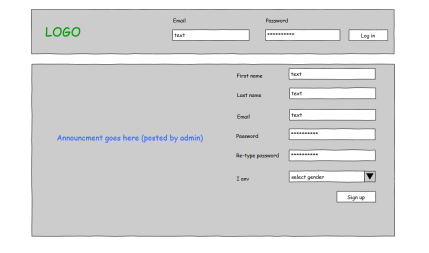 Email Password
LOGO text ********** Log in
First name text
Last name text
Announcment goes here (posted by admin)
Email text
Password **********
Re-type password **********
I am/ select gender
Sign up